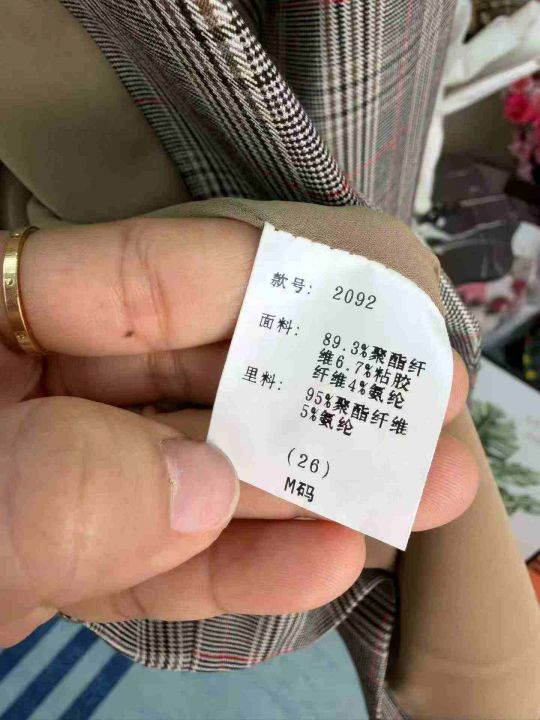 款号: 2092
面料: 89.3%聚酯纤
维6.7%粘胶
纤维4%氨纶
里料: 95%聚酯纤维
5%氨纶
(26)
M码